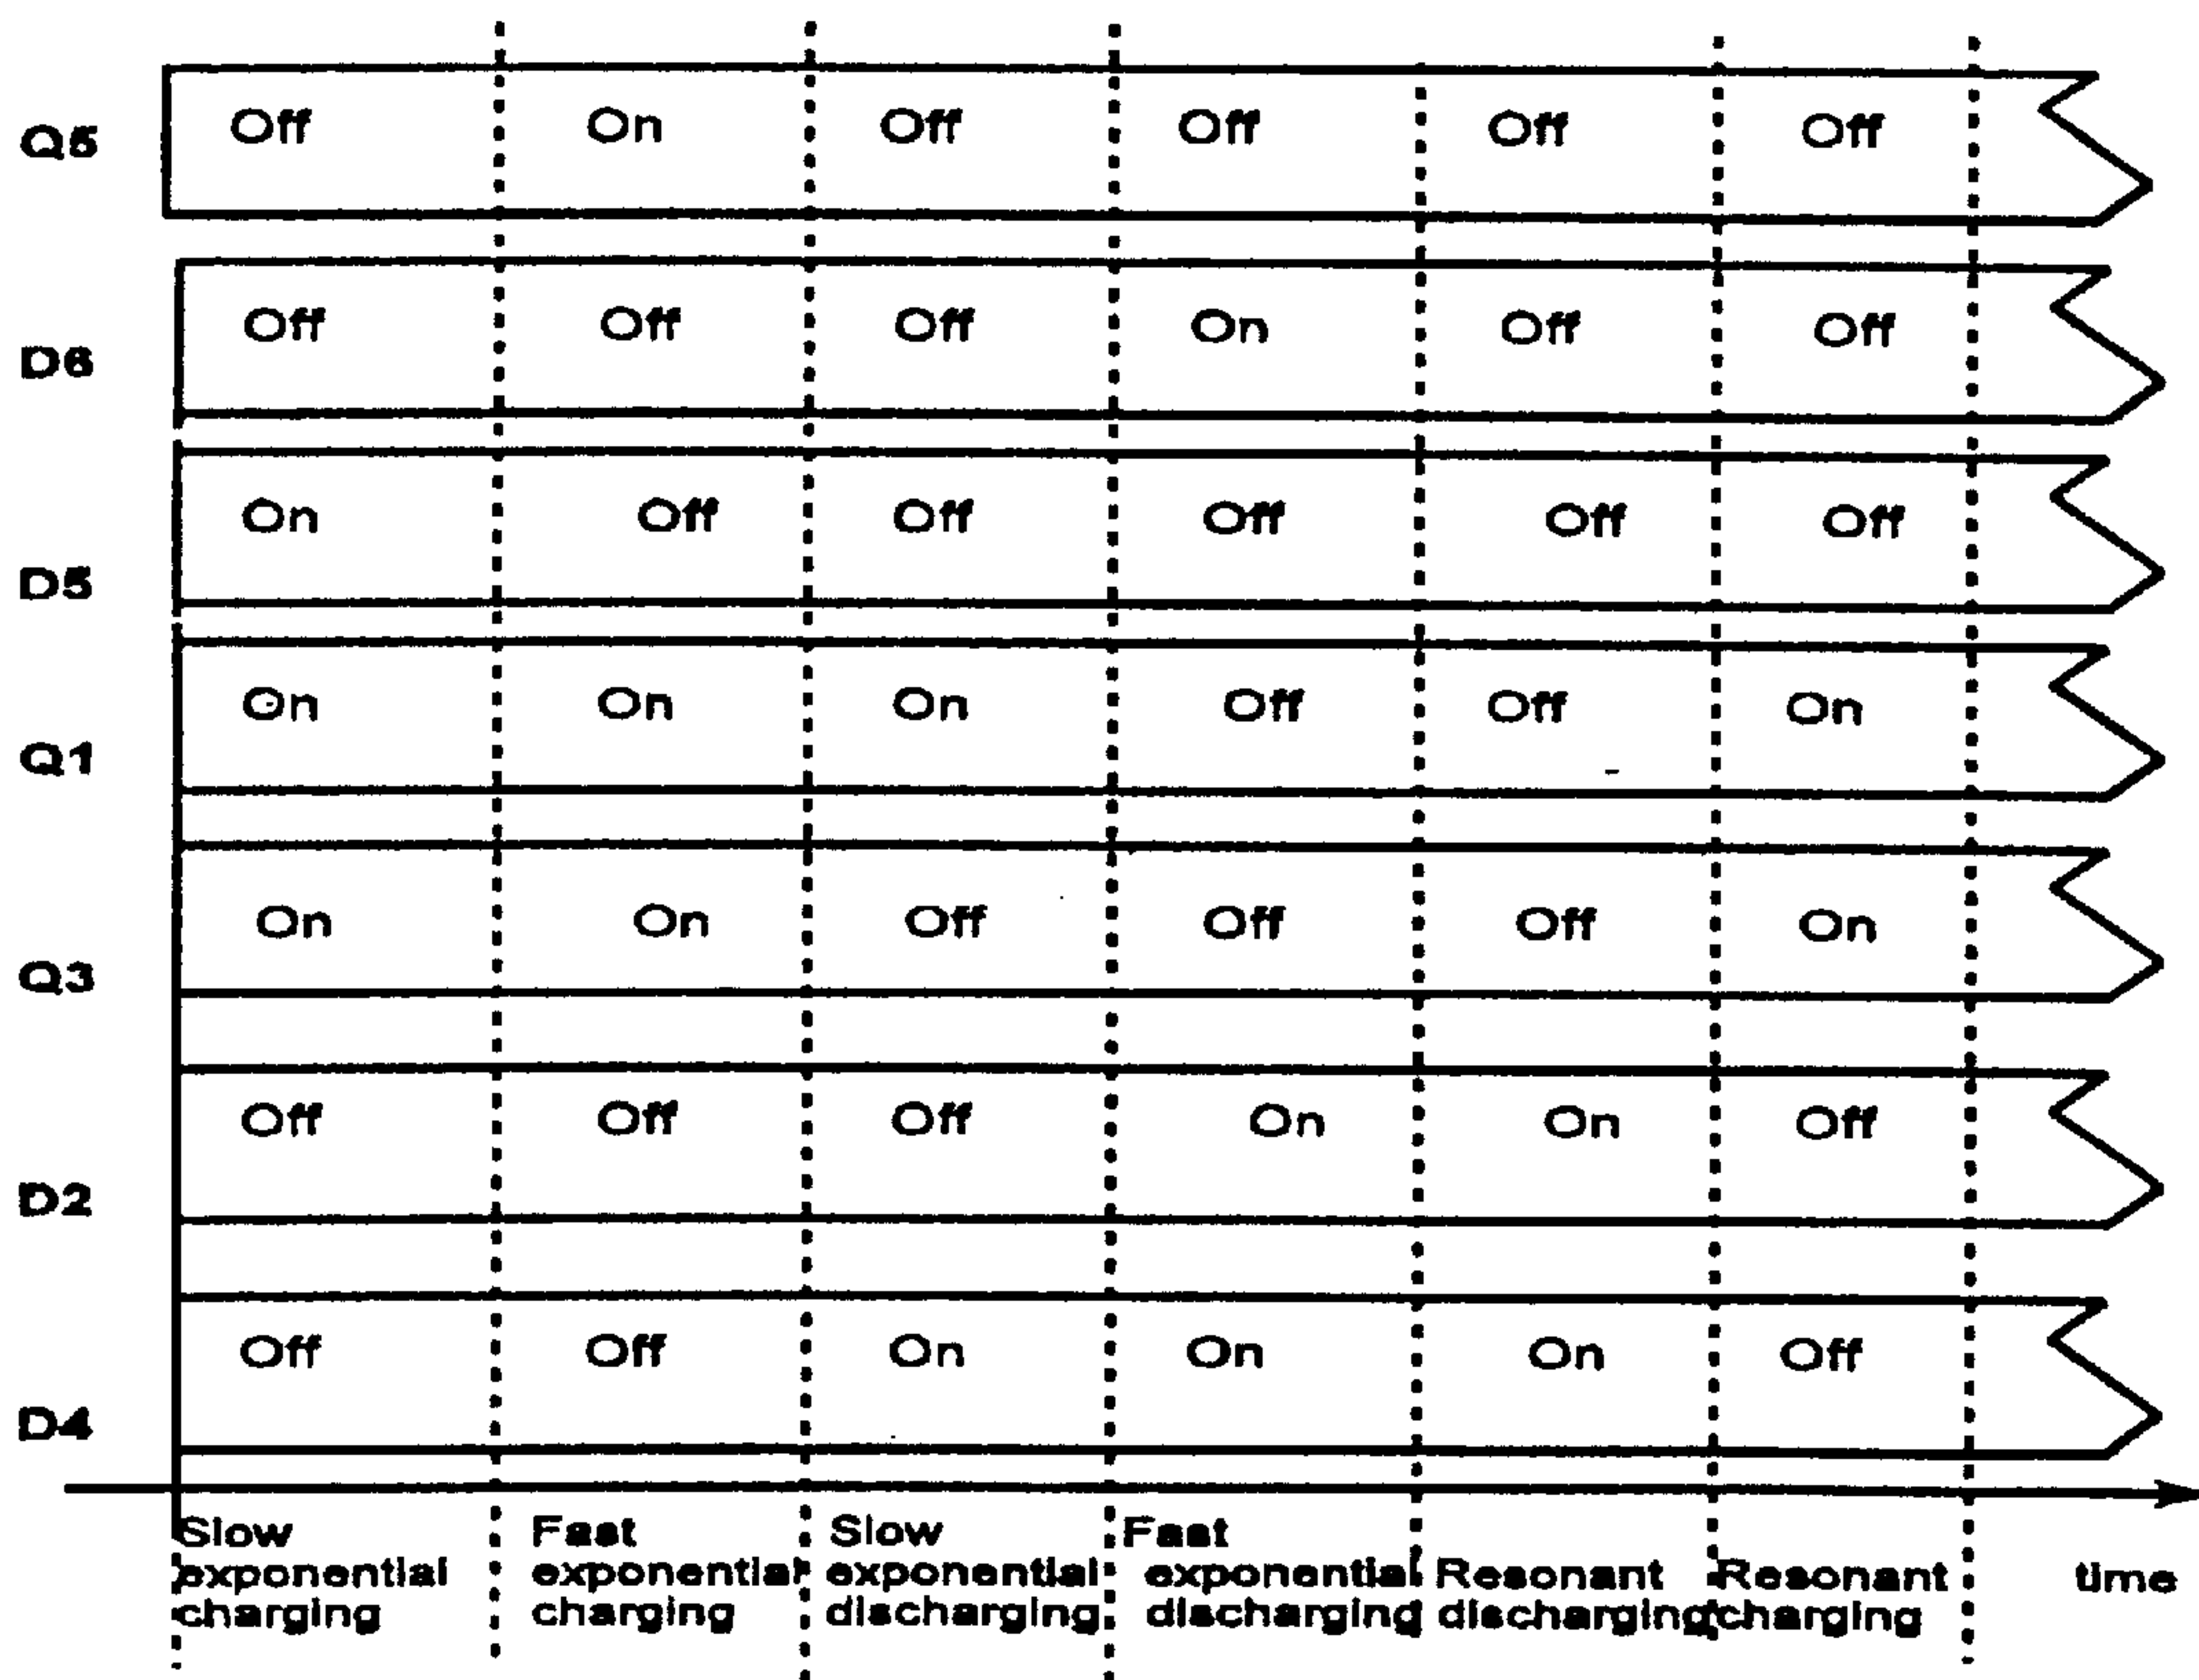 Q5 Off On Off Off Off Off
D6 Off Off Off On Off Off
D5 On Off Off Off Off Off
Q1 On On On Off Off On
Q3 On On Off Off Off On
D2 Off Off Off On On Off
D4 Off Off On On On Off
Slow
exponential
charging
Fast
exponential
charging
Slow
exponential
discharging
Fast
exponential
discharging
Resonant
discharging
Resonant
charging
time